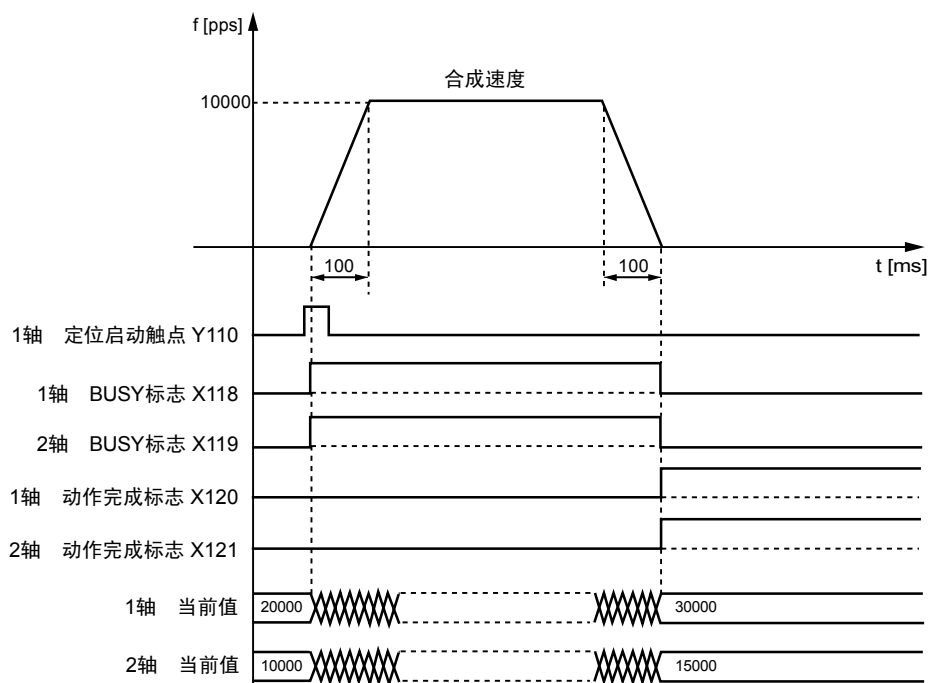 f [pps]
合成速度
10000
t [ms]
100
100
1轴 定位启动触点 Y110
1轴 BUSY标志 X118
2轴 BUSY标志 X119
1轴 动作完成标志 X120
2轴 动作完成标志 X121
1轴 当前值 20000 30000
2轴 当前值 10000 15000